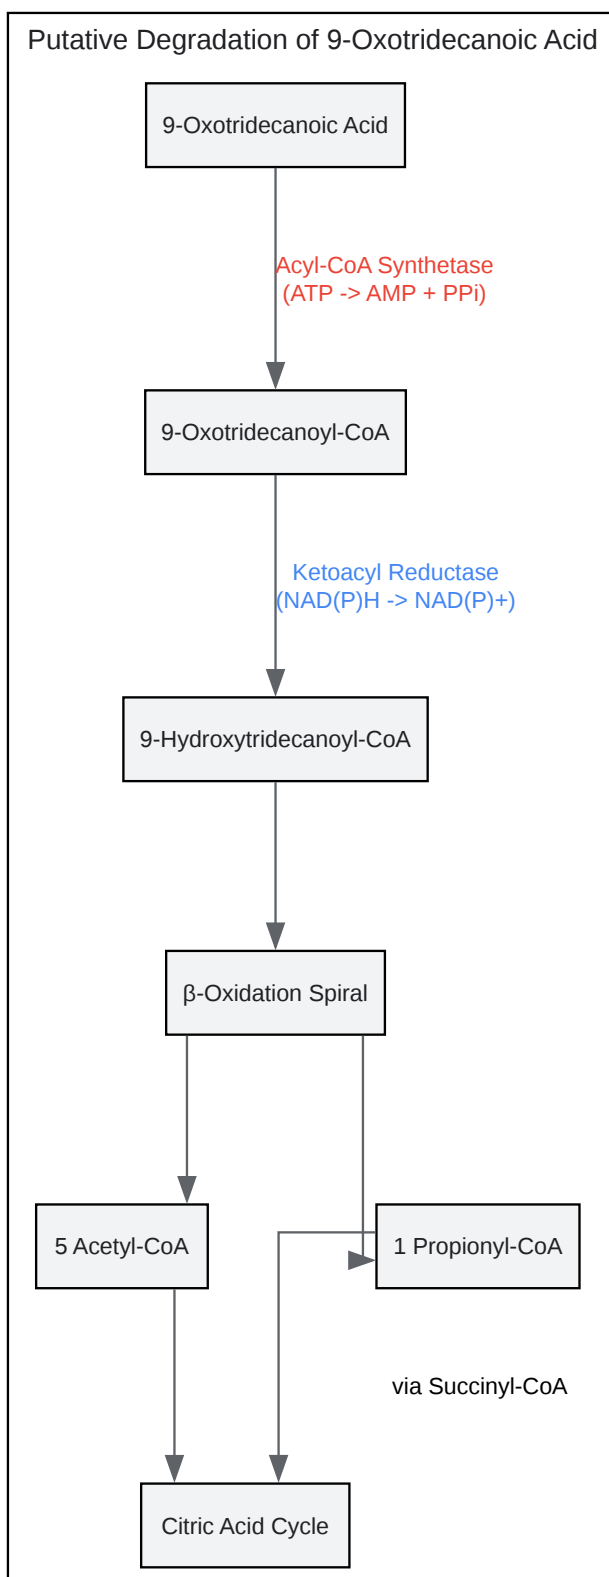 Putative Degradation of 9-Oxotridecanoic Acid
9-Oxotridecanoic Acid
Acyl-CoA Synthetase
(ATP -> AMP + PPi)
9-Oxotridecanoyl-CoA
Ketoacyl Reductase
(NAD(P)H -> NAD(P)+)
9-Hydroxytridecanoyl-CoA
β-Oxidation Spiral
5 Acetyl-CoA
1 Propionyl-CoA
via Succinyl-CoA
Citric Acid Cycle